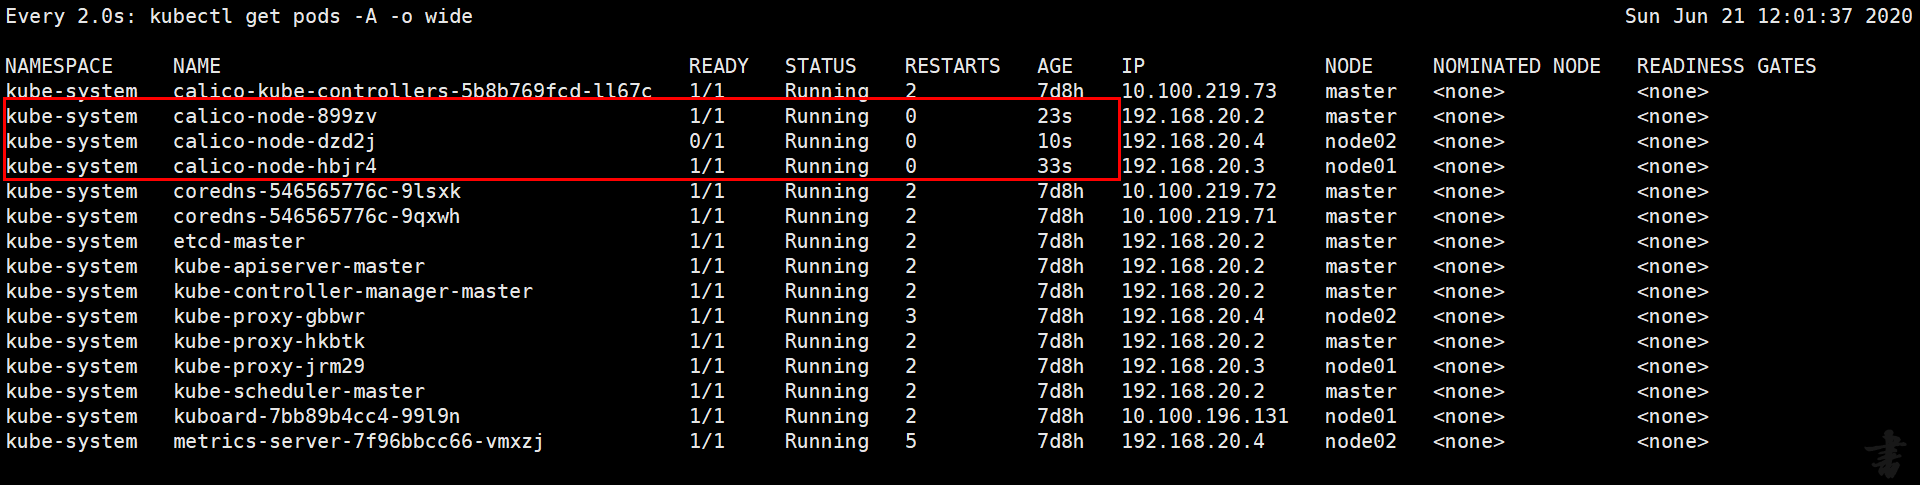 Every 2.0s: kubectl get pods -A -o wide Sun Jun 21 12:01:37 2020
NAMESPACE NAME READY STATUS RESTARTS AGE IP NODE NOMINATED NODE READINESS GATES
kube-system calico-kube-controllers-5b8b769fcd-ll67c 1/1 Running 2 7d8h 10.100.219.73 master <none> <none>
kube-system calico-node-899zv 1/1 Running 0 23s 192.168.20.2 master <none> <none>
kube-system calico-node-dzd2j 0/1 Running 0 10s 192.168.20.4 node02 <none> <none>
kube-system calico-node-hbjr4 1/1 Running 0 33s 192.168.20.3 node01 <none> <none>
kube-system coredns-546565776c-9lsxk 1/1 Running 2 7d8h 10.100.219.72 master <none> <none>
kube-system coredns-546565776c-9qxwh 1/1 Running 2 7d8h 10.100.219.71 master <none> <none>
kube-system etcd-master 1/1 Running 2 7d8h 192.168.20.2 master <none> <none>
kube-system kube-apiserver-master 1/1 Running 2 7d8h 192.168.20.2 master <none> <none>
kube-system kube-controller-manager-master 1/1 Running 2 7d8h 192.168.20.2 master <none> <none>
kube-system kube-proxy-gbbwr 1/1 Running 3 7d8h 192.168.20.4 node02 <none> <none>
kube-system kube-proxy-hkbtk 1/1 Running 2 7d8h 192.168.20.2 master <none> <none>
kube-system kube-proxy-jrm29 1/1 Running 2 7d8h 192.168.20.3 node01 <none> <none>
kube-system kube-scheduler-master 1/1 Running 2 7d8h 192.168.20.2 master <none> <none>
kube-system kuboard-7bb89b4cc4-99l9n 1/1 Running 2 7d8h 10.100.196.131 node01 <none> <none>
kube-system metrics-server-7f96bbcc66-vmxzj 1/1 Running 5 7d8h 192.168.20.4 node02 <none> <none>
書